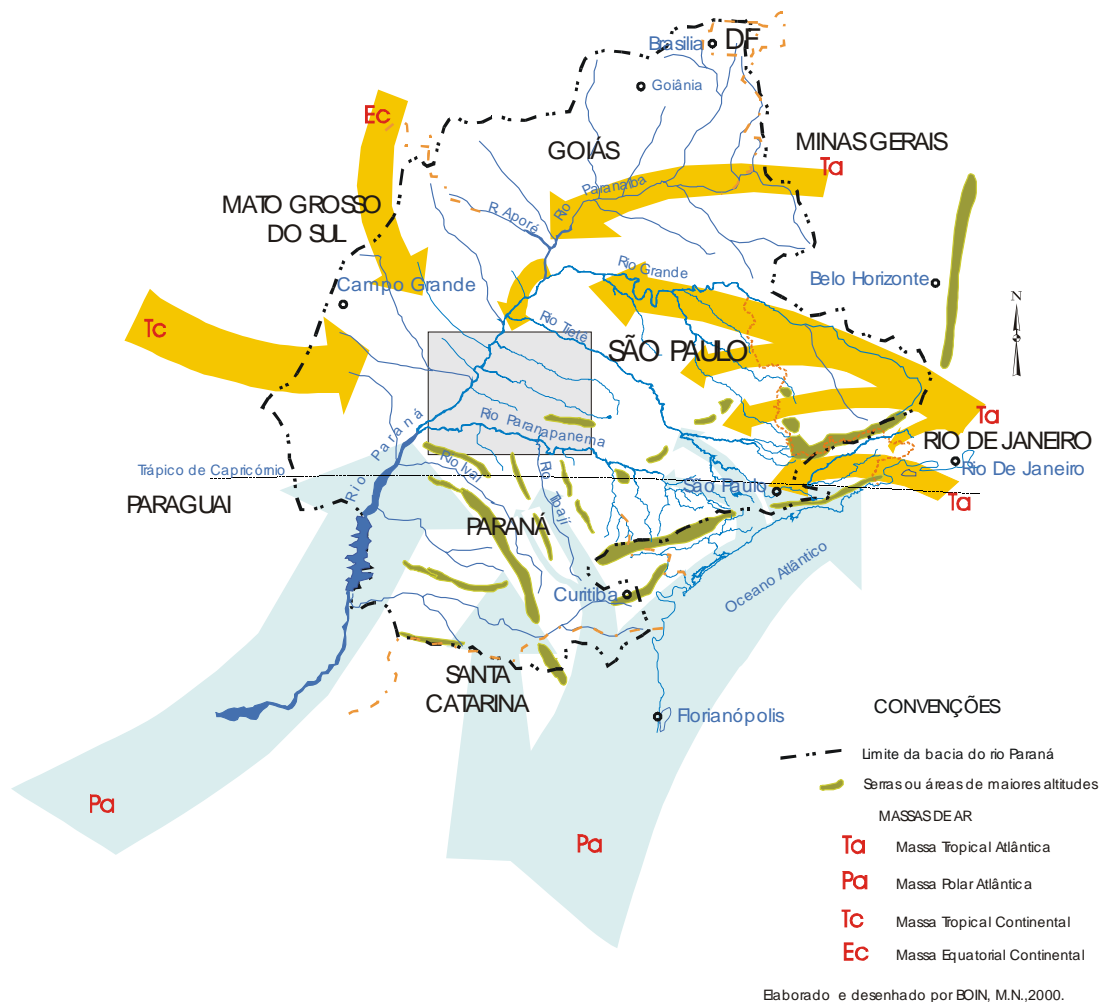 Brasilia
DF
Goiânia
Ec
GOIÁS
MINAS GERAIS
Ta
Rio Paranaíba
MATO GROSSO
DO SUL
R. Aporé
Rio Grande
Belo Horizonte
Campo Grande
N
Tc
Rio Tietê
SÃO PAULO
Ta
Rio Paraná
Rio Paranapanema
RIO DE JANEIRO
Rio De Janeiro
Trápico de Capricórnio
Rio Ivaí
São Paulo
PARAGUAI
Rio Tibají
Ta
PARANÁ
Oceano Atlântico
Curitiba
SANTA
CATARINA
Florianópolis
CONVENÇÕES
Limite da bacia do rio Paraná
Serras ou áreas de maiores altitudes
Pa
MASSAS DE AR
Pa
Ta Massa Tropical Atlântica
Pa Massa Polar Atlântica
Tc Massa Tropical Continental
Ec Massa Equatorial Continental
Elaborado e desenhado por BOIN, M.N.,2000.